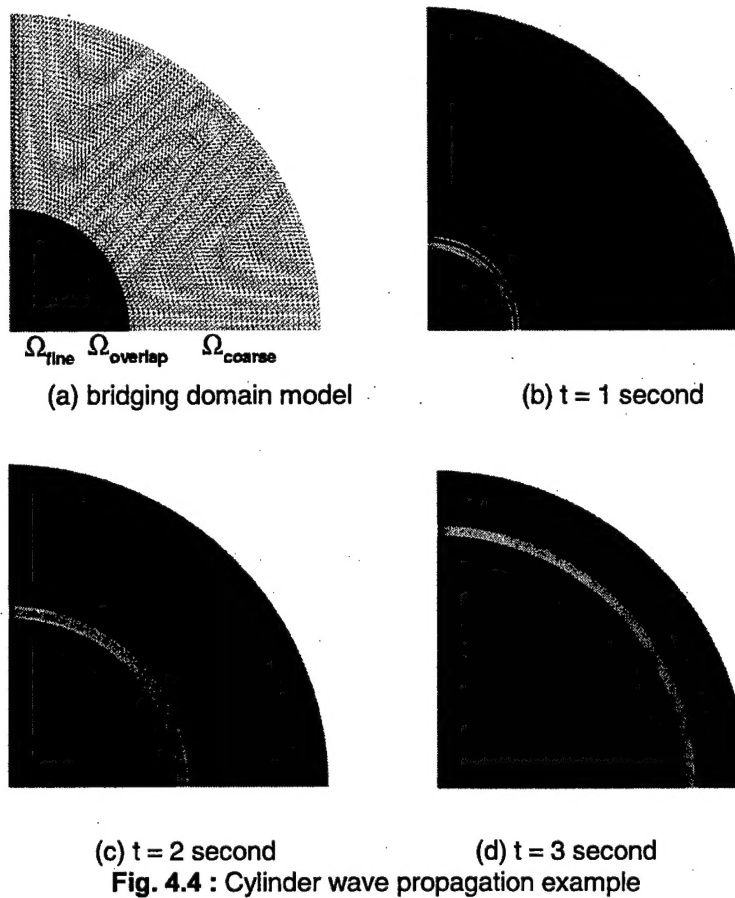 Ωfine Ωoverlap Ωcoarse
(a) bridging domain model
(b) t = 1 second
(c) t = 2 second
(d) t = 3 second
Fig. 4.4 : Cylinder wave propagation example